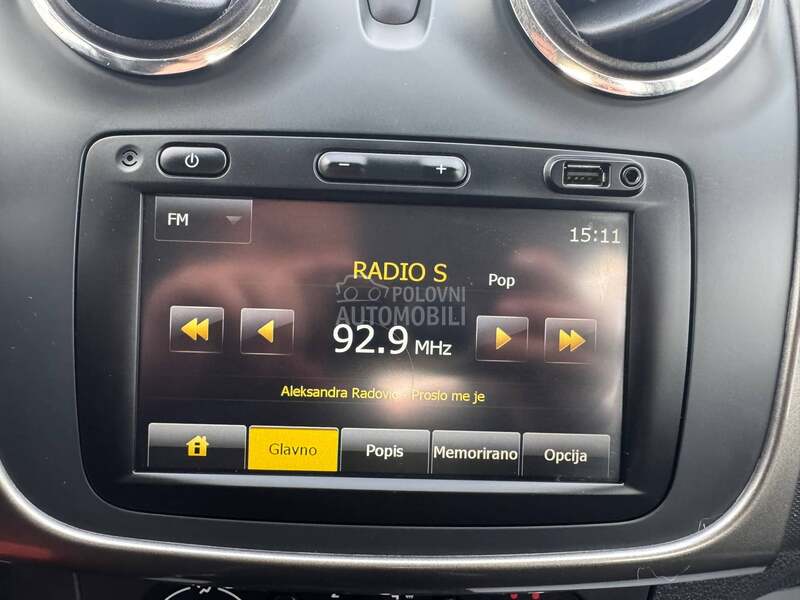 FM
15:11
RADIO S
Pop
POLOVNI
AUTOMOBILI
92.9 MHz
Aleksandra Radovic - Proslo me je
Glavno
Popis
Memorirano
Opcija